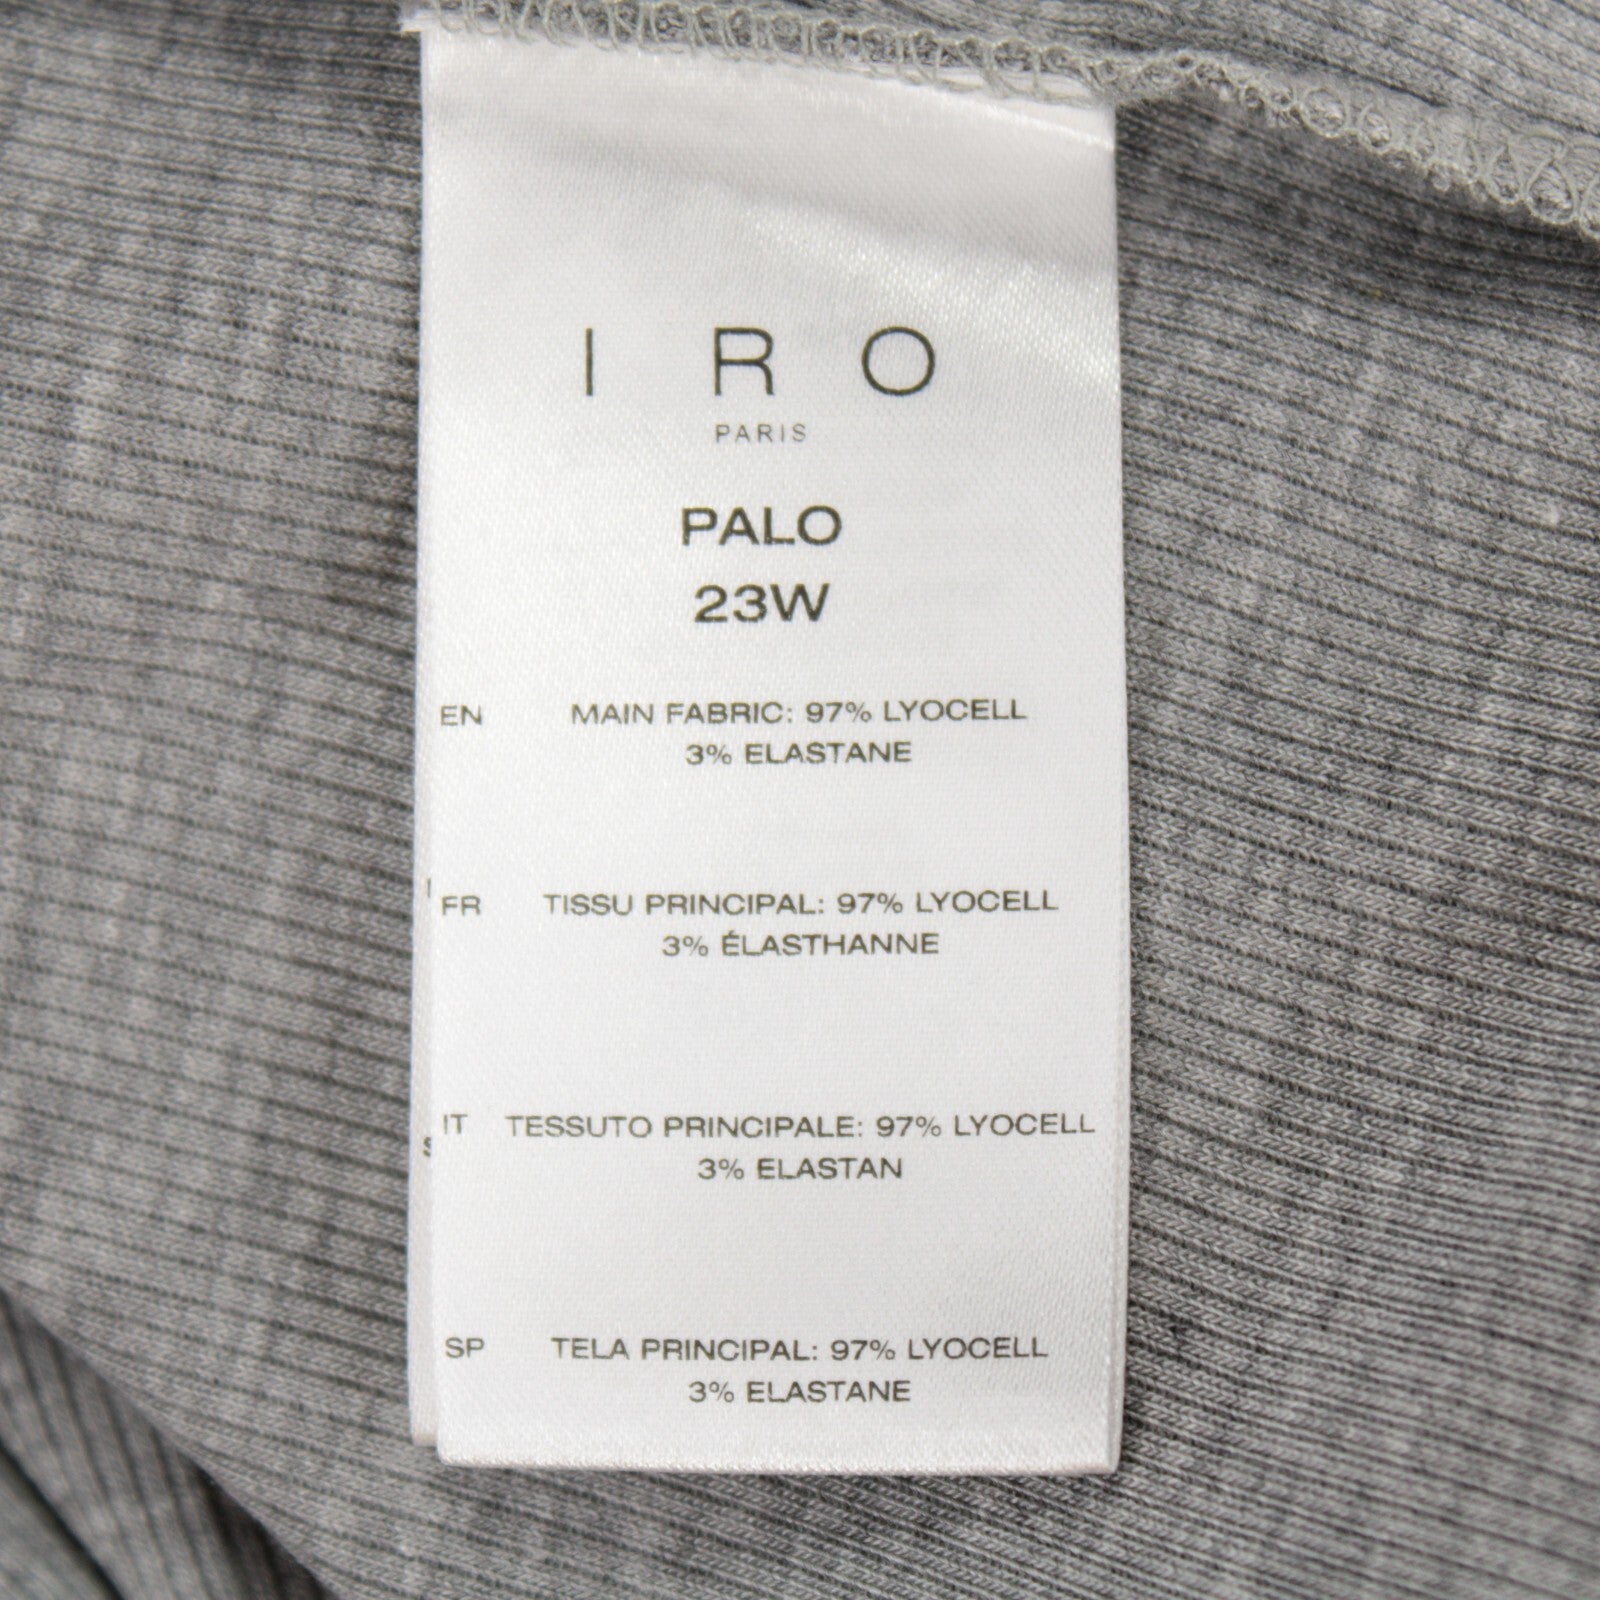 IRO
PARIS
PALO
23W
EN MAIN FABRIC: 97% LYOCELL
3% ELASTANE
FR TISSU PRINCIPAL: 97% LYOCELL
3% ÉLASTHANNE
IT TESSUTO PRINCIPALE: 97% LYOCELL
3% ELASTAN
SP TELA PRINCIPAL: 97% LYOCELL
3% ELASTANE